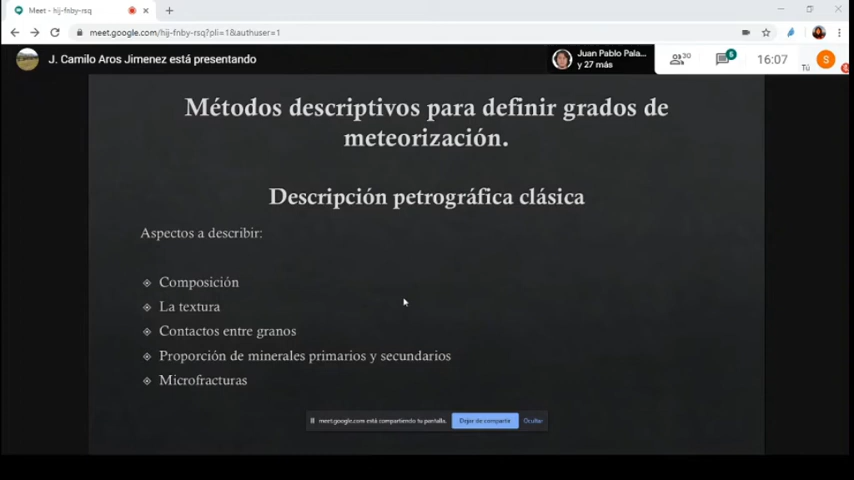 Meet - hij-fnby-rsq
meet.google.com/hij-fnby-rsq?pli=1&authuser=1
J. Camilo Aros Jimenez está presentando
Juan Pablo Pala...
y 27 más
30
6
16:07
Tú
S
Métodos descriptivos para definir grados de
meteorización.
Descripción petrográfica clásica
Aspectos a describir:
Composición
La textura
Contactos entre granos
Proporción de minerales primarios y secundarios
Microfracturas
meet.google.com está compartiendo tu pantalla.
Dejar de compartir
Ocultar